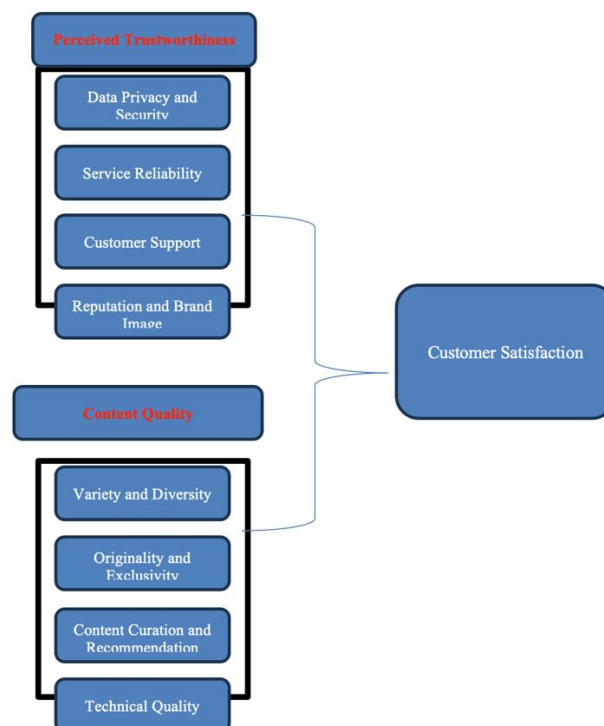 Perceived Trustworthiness
Data Privacy and
Security
Service Reliability
Customer Support
Reputation and Brand
Image
Customer Satisfaction
Content Quality
Variety and Diversity
Originality and
Exclusivity
Content Curation and
Recommendation
Technical Quality